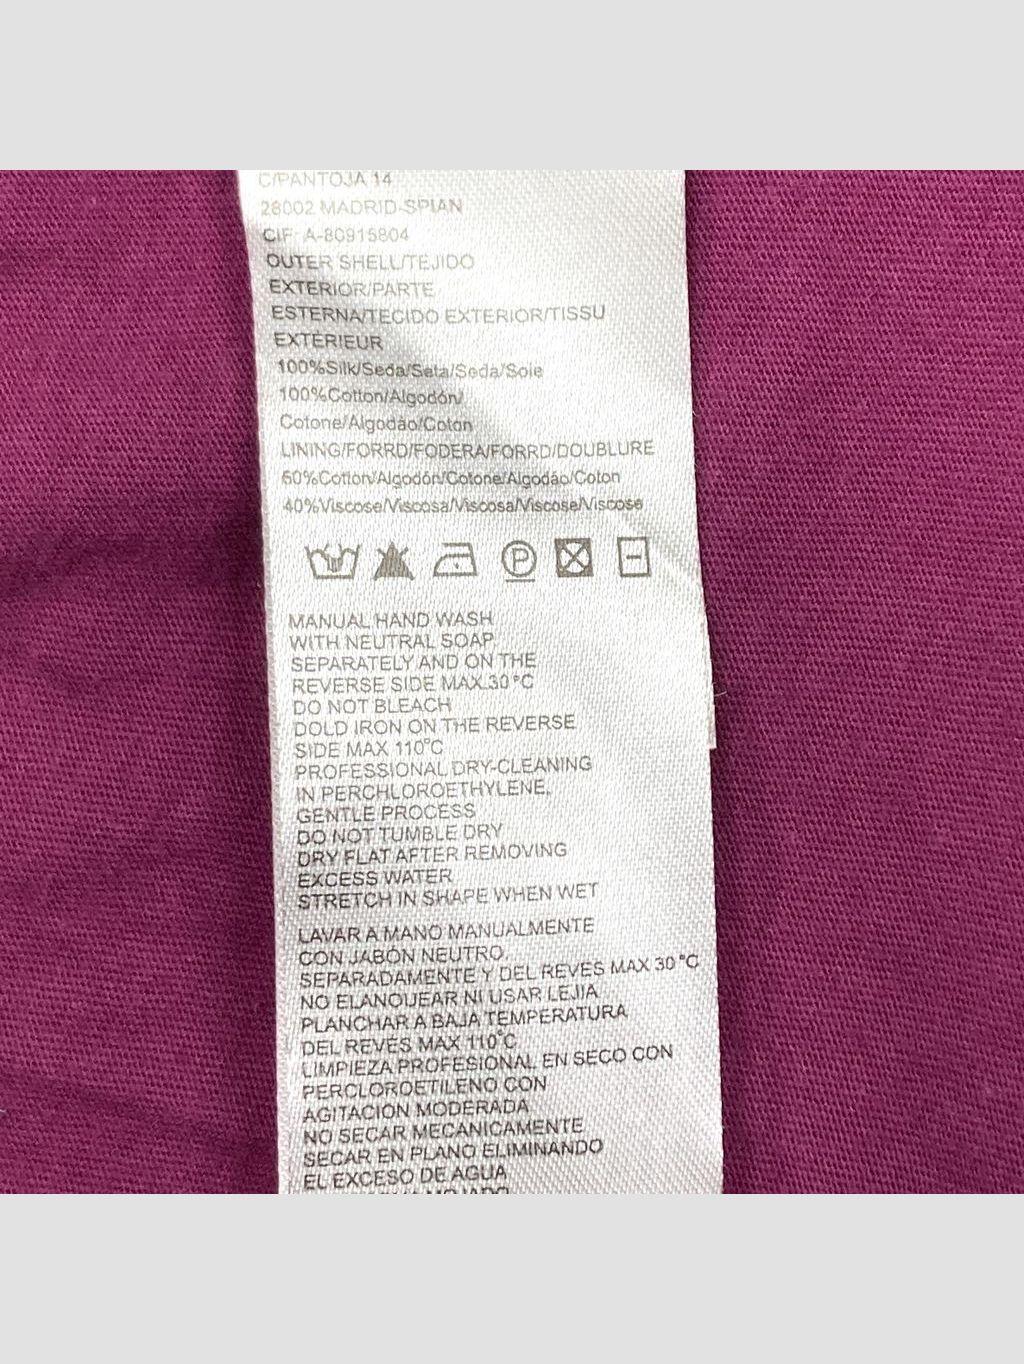 C/PANTOJA 14
28002 MADRID-SPIAN
CIF: A-80915804
OUTER SHELL/TEJIDO
EXTERIOR/PARTE
ESTERNA/TECIDO EXTERIOR/TISSU
EXTERIEUR
100%Silk/Seda/Seta/Seda/Soie
100%Cotton/Algodón/
Cotone/Algodão/Coton
LINING/FORRD/FODERA/FORRD/DOUBLURE
60%Cotton/Algodón/Cotone/Algodão/Coton
40%Viscose/Viscosa/Viscosa/Viscose/Viscose
P
MANUAL HAND WASH
WITH NEUTRAL SOAP
SEPARATELY AND ON THE
REVERSE SIDE MAX.30°C
DO NOT BLEACH
DOLD IRON ON THE REVERSE
SIDE MAX 110°C
PROFESSIONAL DRY-CLEANING
IN PERCHLOROETHYLENE,
GENTLE PROCESS
DO NOT TUMBLE DRY
DRY FLAT AFTER REMOVING
EXCESS WATER
STRETCH IN SHAPE WHEN WET
LAVAR A MANO MANUALMENTE
CON JABÓN NEUTRO,
SEPARADAMENTE Y DEL REVES MAX 30°C
NO ELANQUEAR NI USAR LEJIA
PLANCHAR A BAJA TEMPERATURA
DEL REVÉS MAX 110°C
LIMPIEZA PROFESIONAL EN SECO CON
PERCLOROETILENO CON
AGITACION MODERADA
NO SECAR MECANICAMENTE
SECAR EN PLANO ELIMINANDO
EL EXCESO DE AGUA